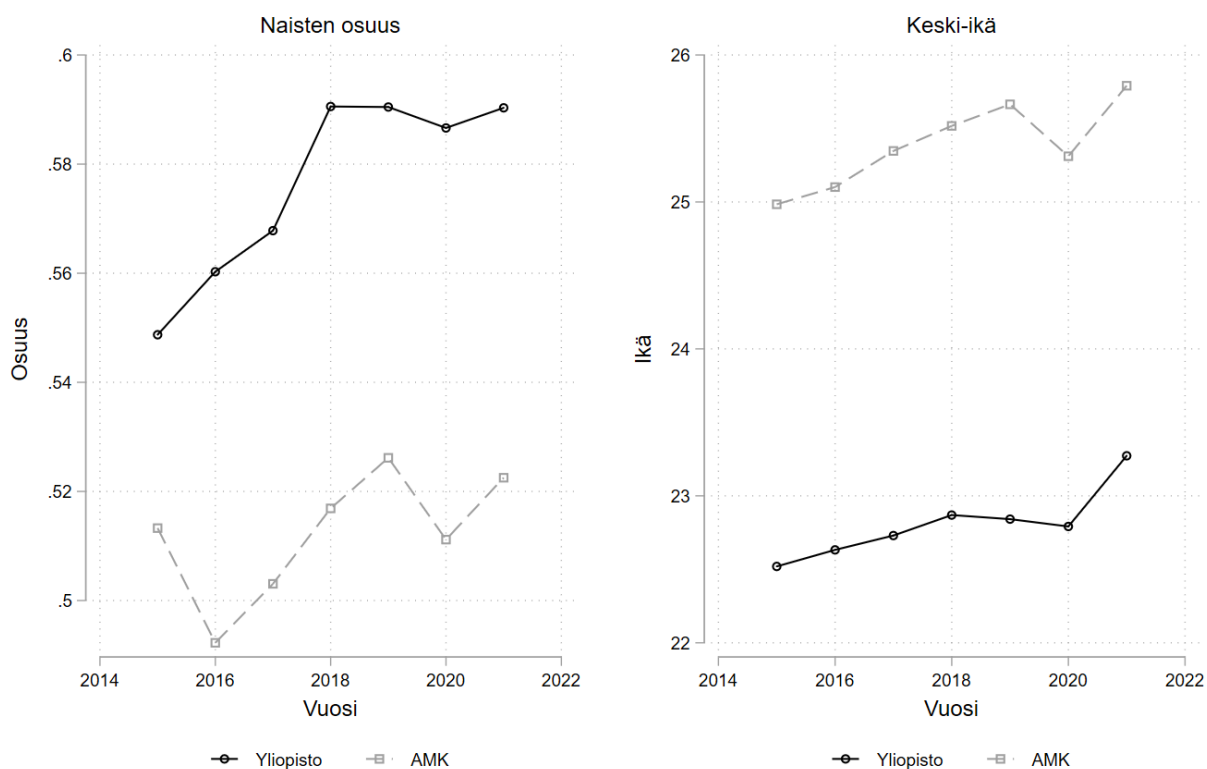 Naisten osuus
.6
.58
.56
.54
.52
.5
Osuus
2014 2016 2018 2020 2022
Vuosi
Yliopisto AMK
Keski-ikä
26
25
24
23
22
Ikä
2014 2016 2018 2020 2022
Vuosi
Yliopisto AMK